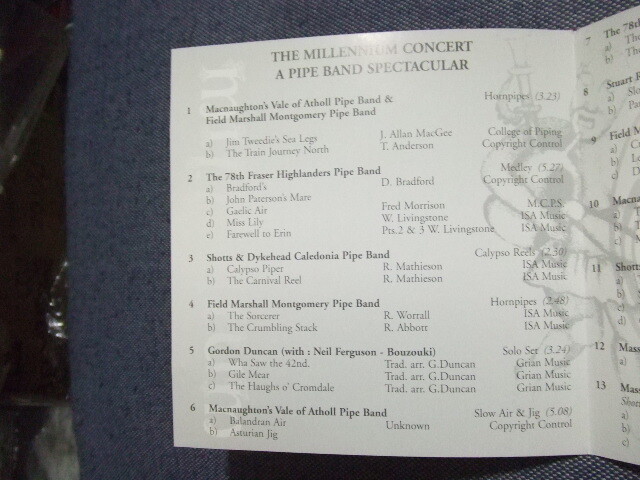 THE MILLENNIUM CONCERT
A PIPE BAND SPECTACULAR
1 Macnaughton's Vale of Atholl Pipe Band & Hornpipes (3.25)
Field Marshall Montgomery Pipe Band
a) Jim Tweedie's Sea Legs J. Allan MacGee College of Piping
b) The Train Journey North T. Anderson Copyright Control
2 The 78th Fraser Highlanders Pipe Band Medley (5.27)
a) Bradford's D. Bradford Copyright Control
b) John Paterson's Mare
c) Gaelic Air Fred Morrison M.C.P.S.
d) Miss Lily W. Livingstone ISA Music
e) Farewell to Erin Pts.2 & 3 W. Livingstone ISA Music
3 Shotts & Dykehead Caledonia Pipe Band Calypso Reels (2.30)
a) Calypso Piper R. Mathieson ISA Music
b) The Carnival Reel R. Mathieson ISA Music
4 Field Marshall Montgomery Pipe Band Hornpipes (2.48)
a) The Sorcerer R. Worrall ISA Music
b) The Crumbling Stack R. Abbott ISA Music
5 Gordon Duncan (with : Neil Ferguson - Bouzouki) Solo Set (3.24)
a) Wha Saw the 42nd. Trad. arr. G.Duncan Grian Music
b) Gile Mear Trad. arr. G.Duncan Grian Music
c) The Haughs o' Cromdale Trad. arr. G.Duncan Grian Music
6 Macnaughton's Vale of Atholl Pipe Band Slow Air & Jig (5.08)
a) Balandran Air Unknown Copyright Control
b) Asturian Jig
7 The 78th
a) The
b) The
8 Stuart
a)
b)
9 Field
a)
b)
c)
10
a)
b)
c)
11 Shotts
a)
b)
c)
d)
12 Mass
a)
13 Mass
a)
b)
c)